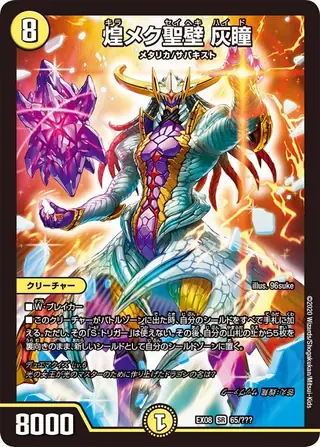 8
キラ セイヘキ ハイド
煌メク聖壁 灰瞳
メタリカ/サバキスト
クリーチャー
illus. 96suke
■W・ブレイカー
■このクリーチャーがバトルゾーンに出た時、自分のシールドをすべて手札に
加える。ただし、その「S・トリガー」は使えない。その後、自分の山札の上から5枚を
裏向きのまま、新しいシールドとして自分のシールドゾーンに置く。
8000
1
EX08 SR 65/???